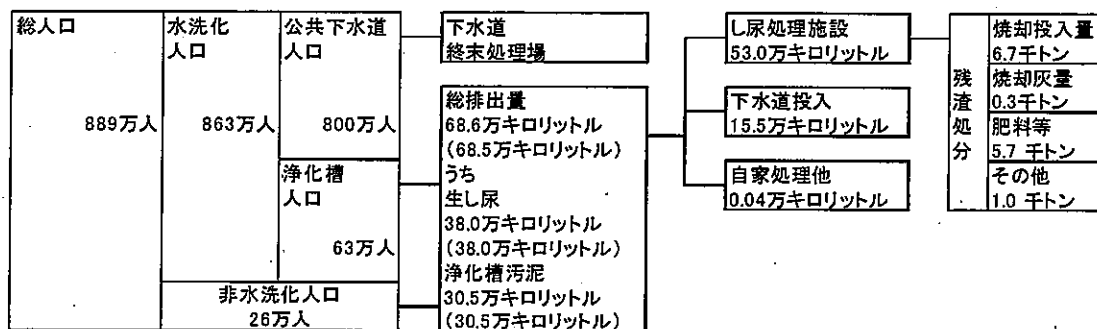 総人口
889万人
水洗化
人口
863万人
公共下水道
人口
800万人
浄化槽
人口
63万人
非水洗化人口
26万人
下水道
終末処理場
総排出量
68.6万キロリットル
(68.5万キロリットル)
うち
生し尿
38.0万キロリットル
(38.0万キロリットル)
浄化槽汚泥
30.5万キロリットル
(30.5万キロリットル)
し尿処理施設
53.0万キロリットル
下水道投入
15.5万キロリットル
自家処理他
0.04万キロリットル
残渣処分
焼却投入量
6.7千トン
焼却灰量
0.3千トン
肥料等
5.7 千トン
その他
1.0 千トン